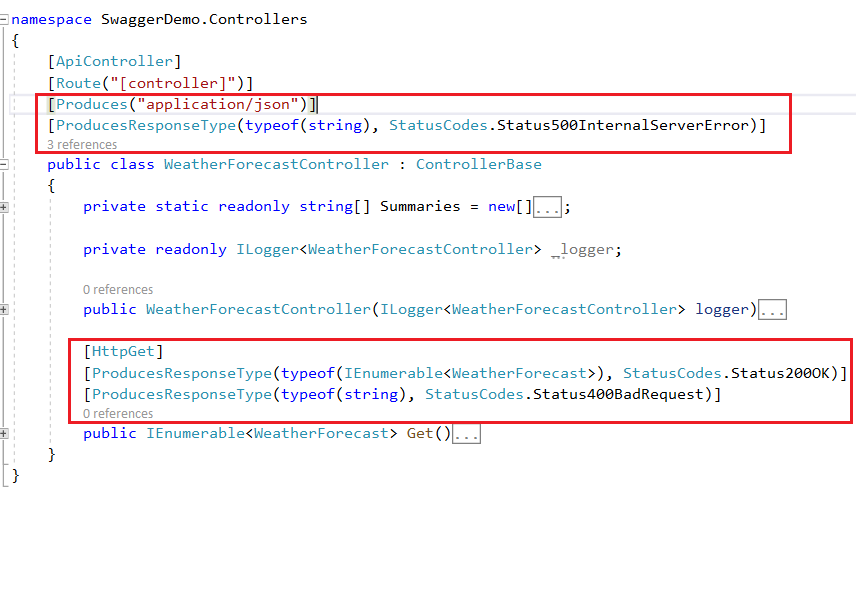 namespace SwaggerDemo.Controllers
{
[ApiController]
[Route("[controller]")]
[Produces("application/json")]
[ProducesResponseType(typeof(string), StatusCodes.Status500InternalServerError)]
3 references
public class WeatherForecastController : ControllerBase
{
private static readonly string[] Summaries = new[]...;
private readonly ILogger<WeatherForecastController> _logger;
0 references
public WeatherForecastController(ILogger<WeatherForecastController> logger)...
[HttpGet]
[ProducesResponseType(typeof(IEnumerable<WeatherForecast>), StatusCodes.Status200OK)]
[ProducesResponseType(typeof(string), StatusCodes.Status400BadRequest)]
0 references
public IEnumerable<WeatherForecast> Get()...
}
}